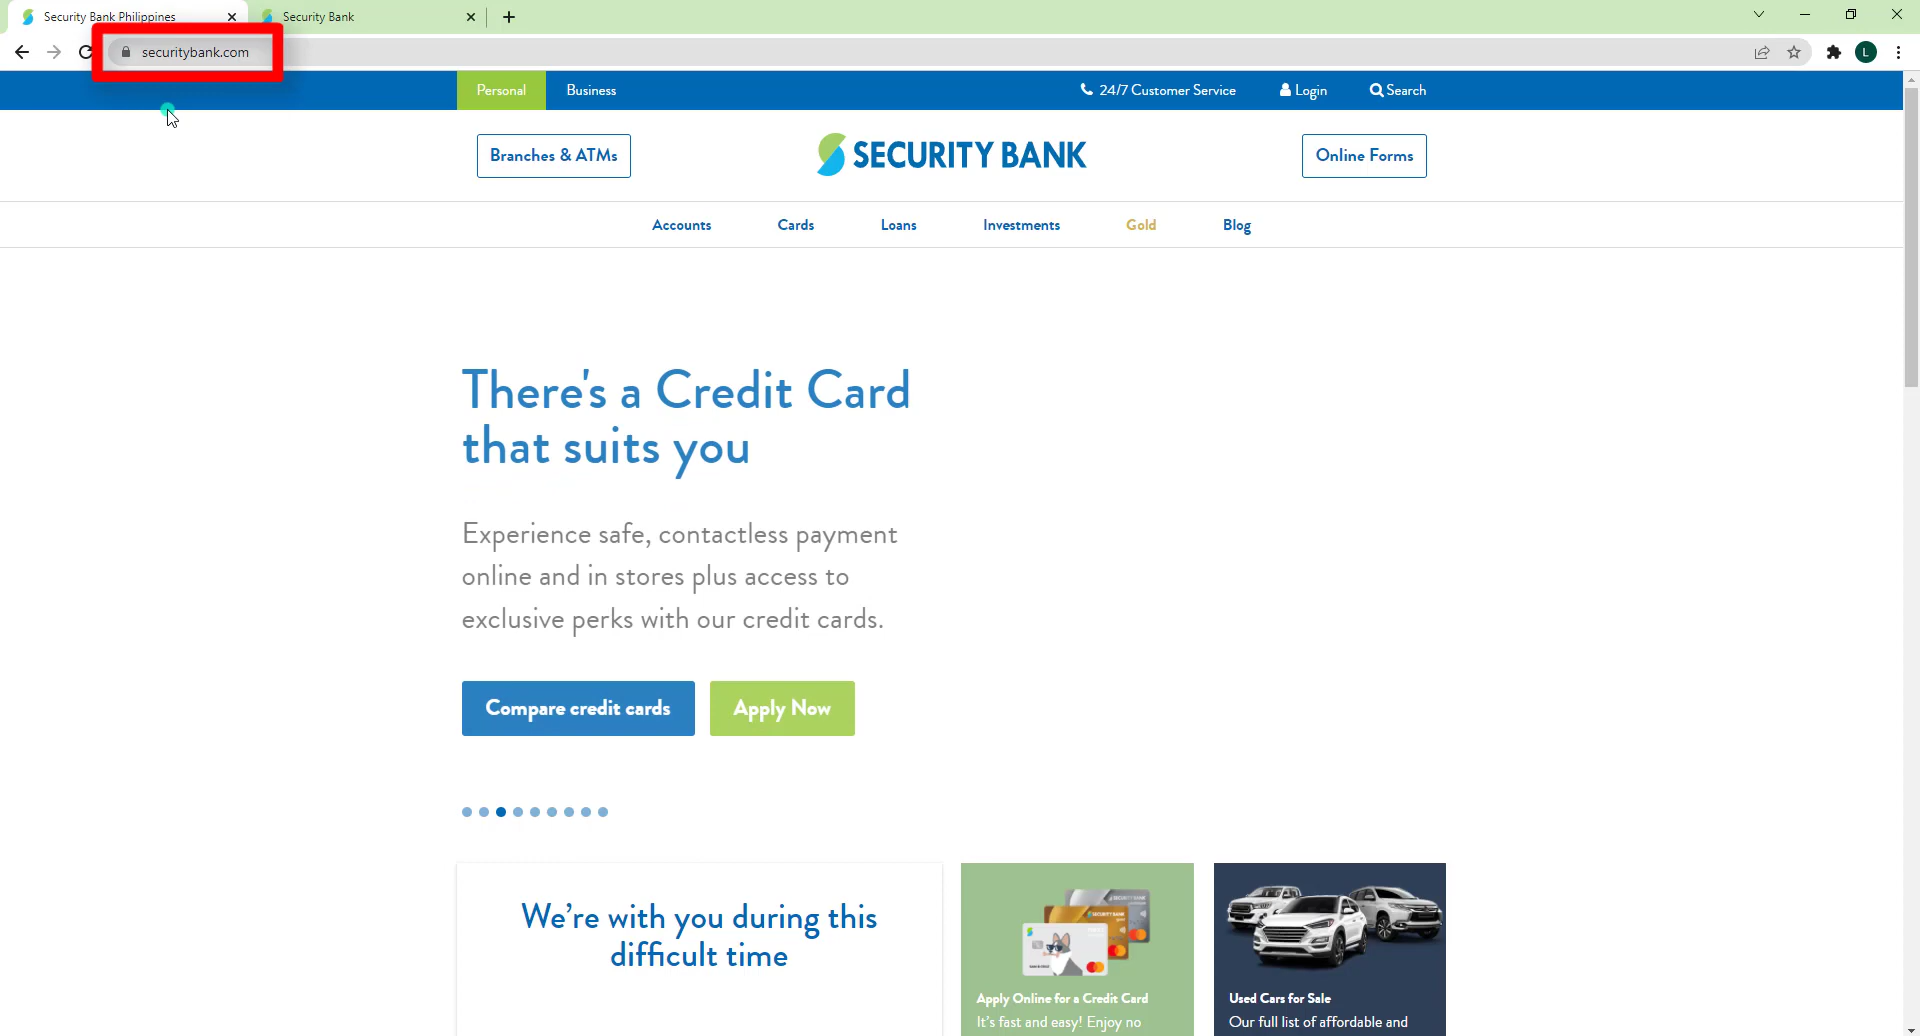 Security Bank Philippines
Security Bank
securitybank.com
L
Personal
Business
24/7 Customer Service
Login
Search
Branches & ATMs
SECURITY BANK
Online Forms
Accounts
Cards
Loans
Investments
Gold
Blog
There's a Credit Card
that suits you
Experience safe, contactless payment
online and in stores plus access to
exclusive perks with our credit cards.
Compare credit cards
Apply Now
We're with you during this
difficult time
Apply Online for a Credit Card
It's fast and easy! Enjoy no
Used Cars for Sale
Our full list of affordable and